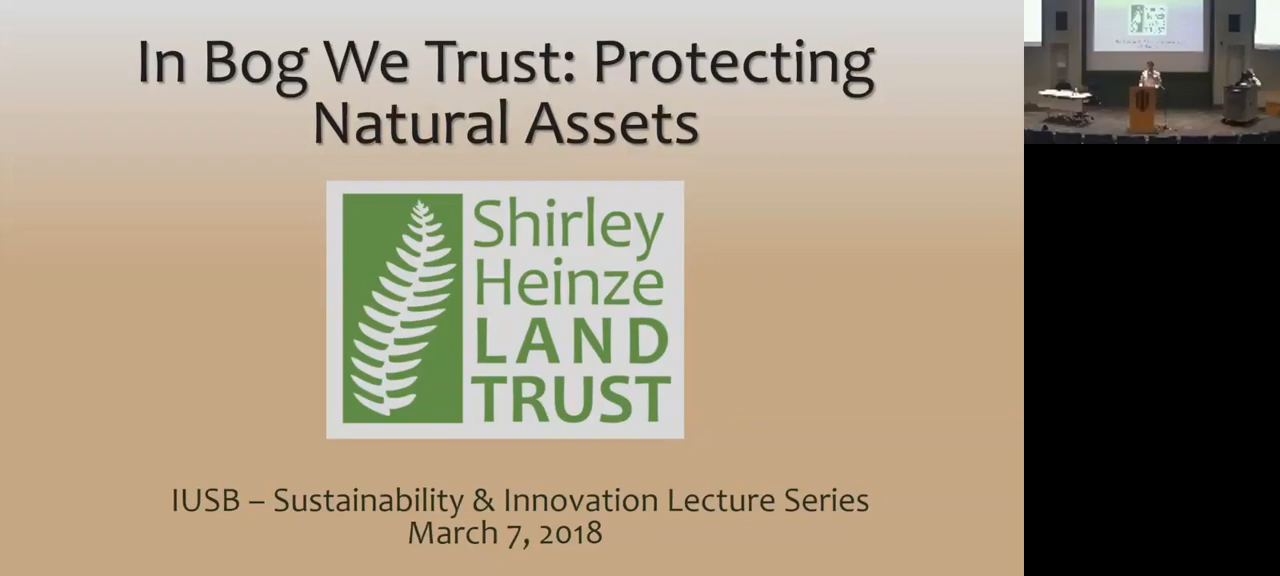 In Bog We Trust: Protecting
Natural Assets
Shirley
Heinze
LAND
TRUST
IUSB – Sustainability & Innovation Lecture Series
March 7, 2018